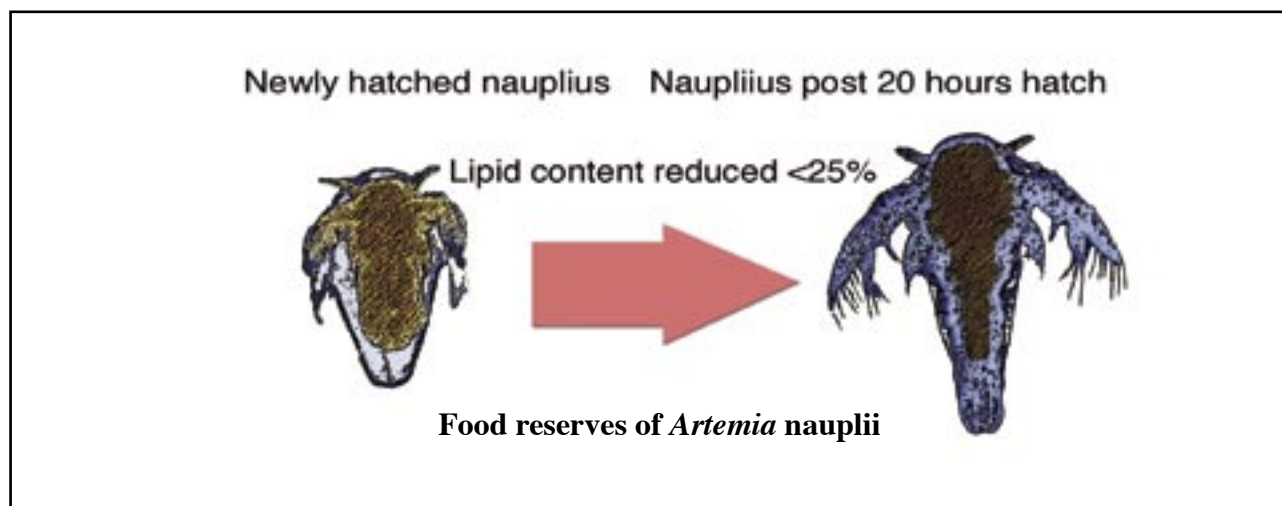 Newly hatched nauplius
Naupliius post 20 hours hatch
Lipid content reduced <25%
Food reserves of Artemia nauplii